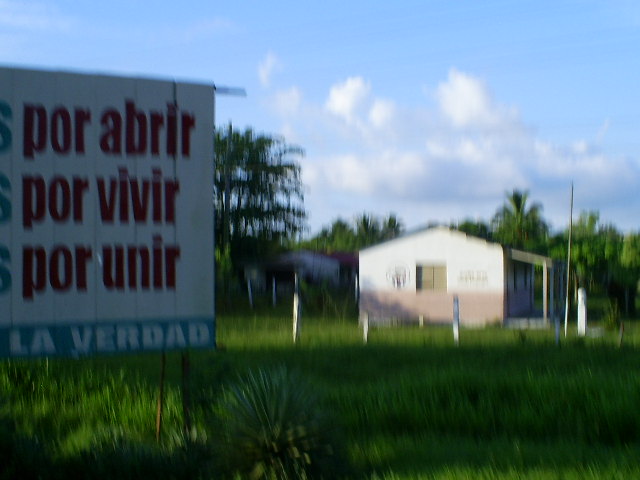 s por abrir
s por vivir
s por unir
LA VERDAD